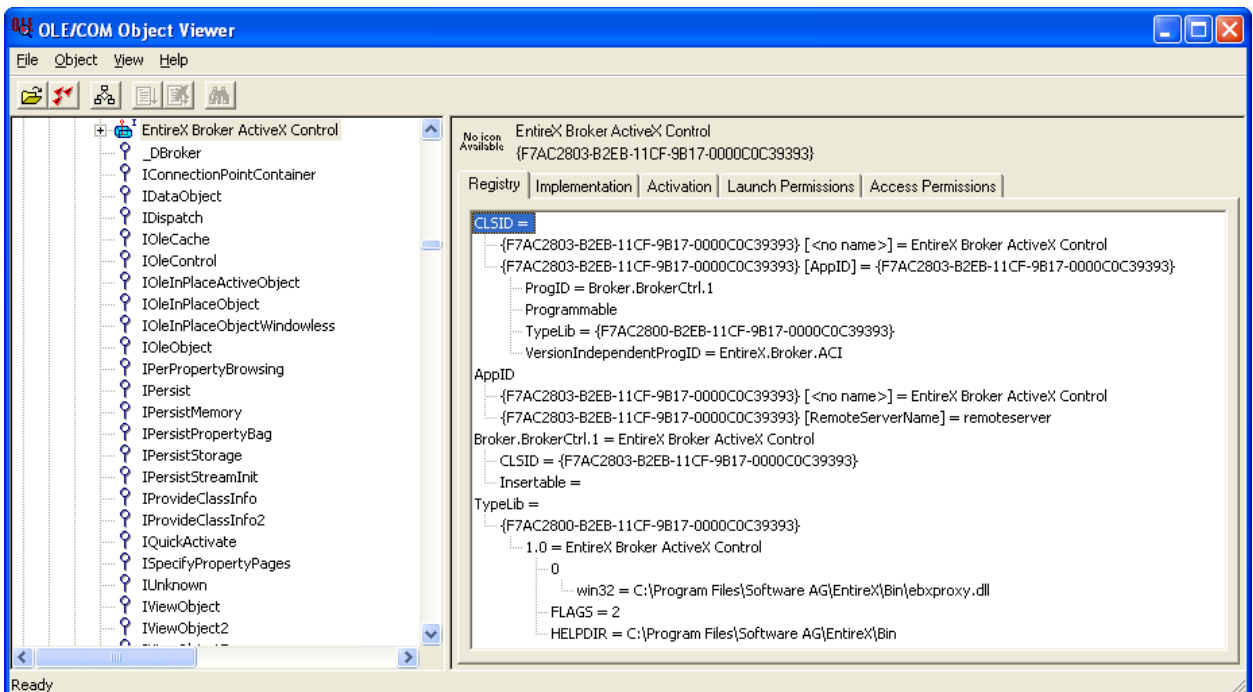 OLE/COM Object Viewer
File Object View Help
EntireX Broker ActiveX Control
_DBroker
IConnectionPointContainer
IDataObject
IDispatch
IOleCache
IOleControl
IOleInPlaceActiveObject
IOleInPlaceObject
IOleInPlaceObjectWindowless
IOleObject
IPerPropertyBrowsing
IPersist
IPersistMemory
IPersistPropertyBag
IPersistStorage
IPersistStreamInit
IProvideClassInfo
IProvideClassInfo2
IQuickActivate
ISpecifyPropertyPages
IUnknown
IViewObject
IViewObject2
No icon Available
EntireX Broker ActiveX Control
{F7AC2803-B2EB-11CF-9B17-0000C0C39393}
Registry Implementation Activation Launch Permissions Access Permissions
CLSID =
{F7AC2803-B2EB-11CF-9B17-0000C0C39393} [<no name>] = EntireX Broker ActiveX Control
{F7AC2803-B2EB-11CF-9B17-0000C0C39393} [AppID] = {F7AC2803-B2EB-11CF-9B17-0000C0C39393}
ProgID = Broker.BrokerCtrl.1
Programmable
TypeLib = {F7AC2800-B2EB-11CF-9B17-0000C0C39393}
VersionIndependentProgID = EntireX.Broker.ACI
AppID
{F7AC2803-B2EB-11CF-9B17-0000C0C39393} [<no name>] = EntireX Broker ActiveX Control
{F7AC2803-B2EB-11CF-9B17-0000C0C39393} [RemoteServerName] = remoteserver
Broker.BrokerCtrl.1 = EntireX Broker ActiveX Control
CLSID = {F7AC2803-B2EB-11CF-9B17-0000C0C39393}
Insertable =
TypeLib =
{F7AC2800-B2EB-11CF-9B17-0000C0C39393}
1.0 = EntireX Broker ActiveX Control
0
win32 = C:\Program Files\Software AG\EntireX\Bin\ebxproxy.dll
FLAGS = 2
HELPDIR = C:\Program Files\Software AG\EntireX\Bin
Ready